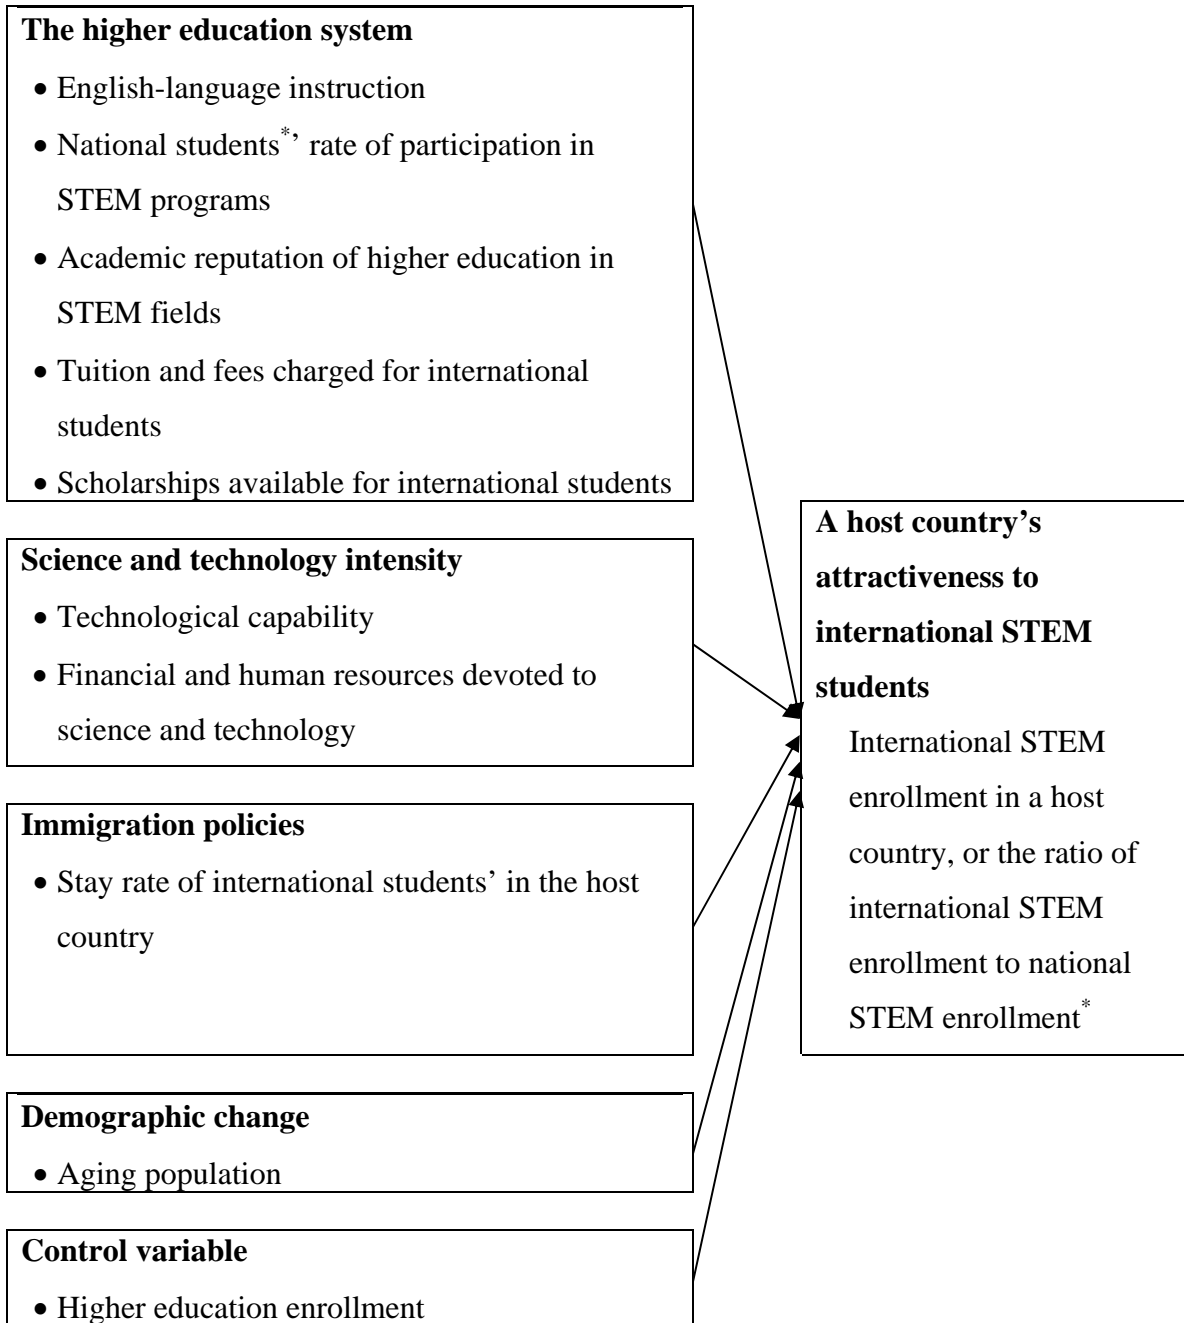 The higher education system
• English-language instruction
• National students*’ rate of participation in
STEM programs
• Academic reputation of higher education in
STEM fields
• Tuition and fees charged for international
students
• Scholarships available for international students
Science and technology intensity
• Technological capability
• Financial and human resources devoted to
science and technology
Immigration policies
• Stay rate of international students’ in the host
country
Demographic change
• Aging population
Control variable
• Higher education enrollment
A host country’s
attractiveness to
international STEM
students
International STEM
enrollment in a host
country, or the ratio of
international STEM
enrollment to national
STEM enrollment*